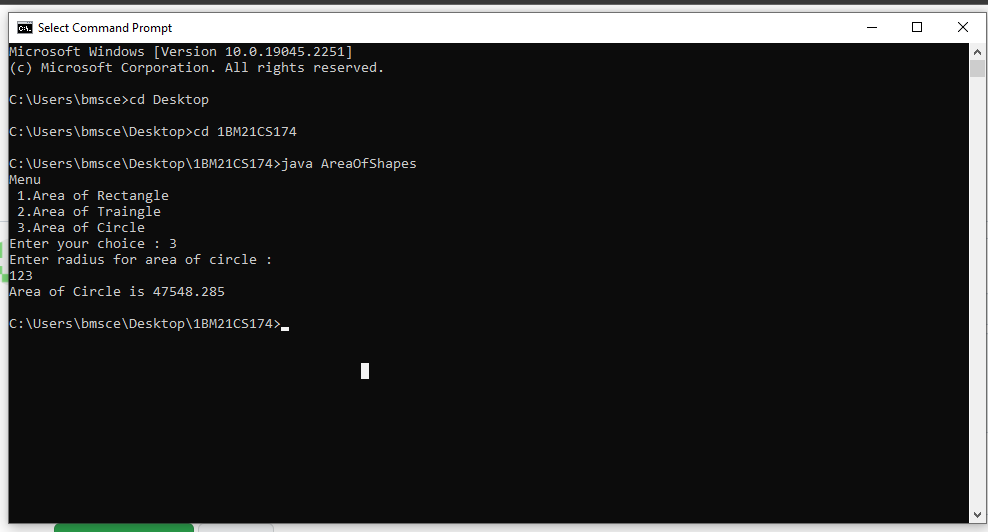 Select Command Prompt
Microsoft Windows [Version 10.0.19045.2251]
(c) Microsoft Corporation. All rights reserved.
C:\Users\bmsce>cd Desktop
C:\Users\bmsce\Desktop>cd 1BM21CS174
C:\Users\bmsce\Desktop\1BM21CS174>java AreaOfShapes
Menu
 1.Area of Rectangle
 2.Area of Traingle
 3.Area of Circle
Enter your choice : 3
Enter radius for area of circle :
123
Area of Circle is 47548.285
C:\Users\bmsce\Desktop\1BM21CS174>